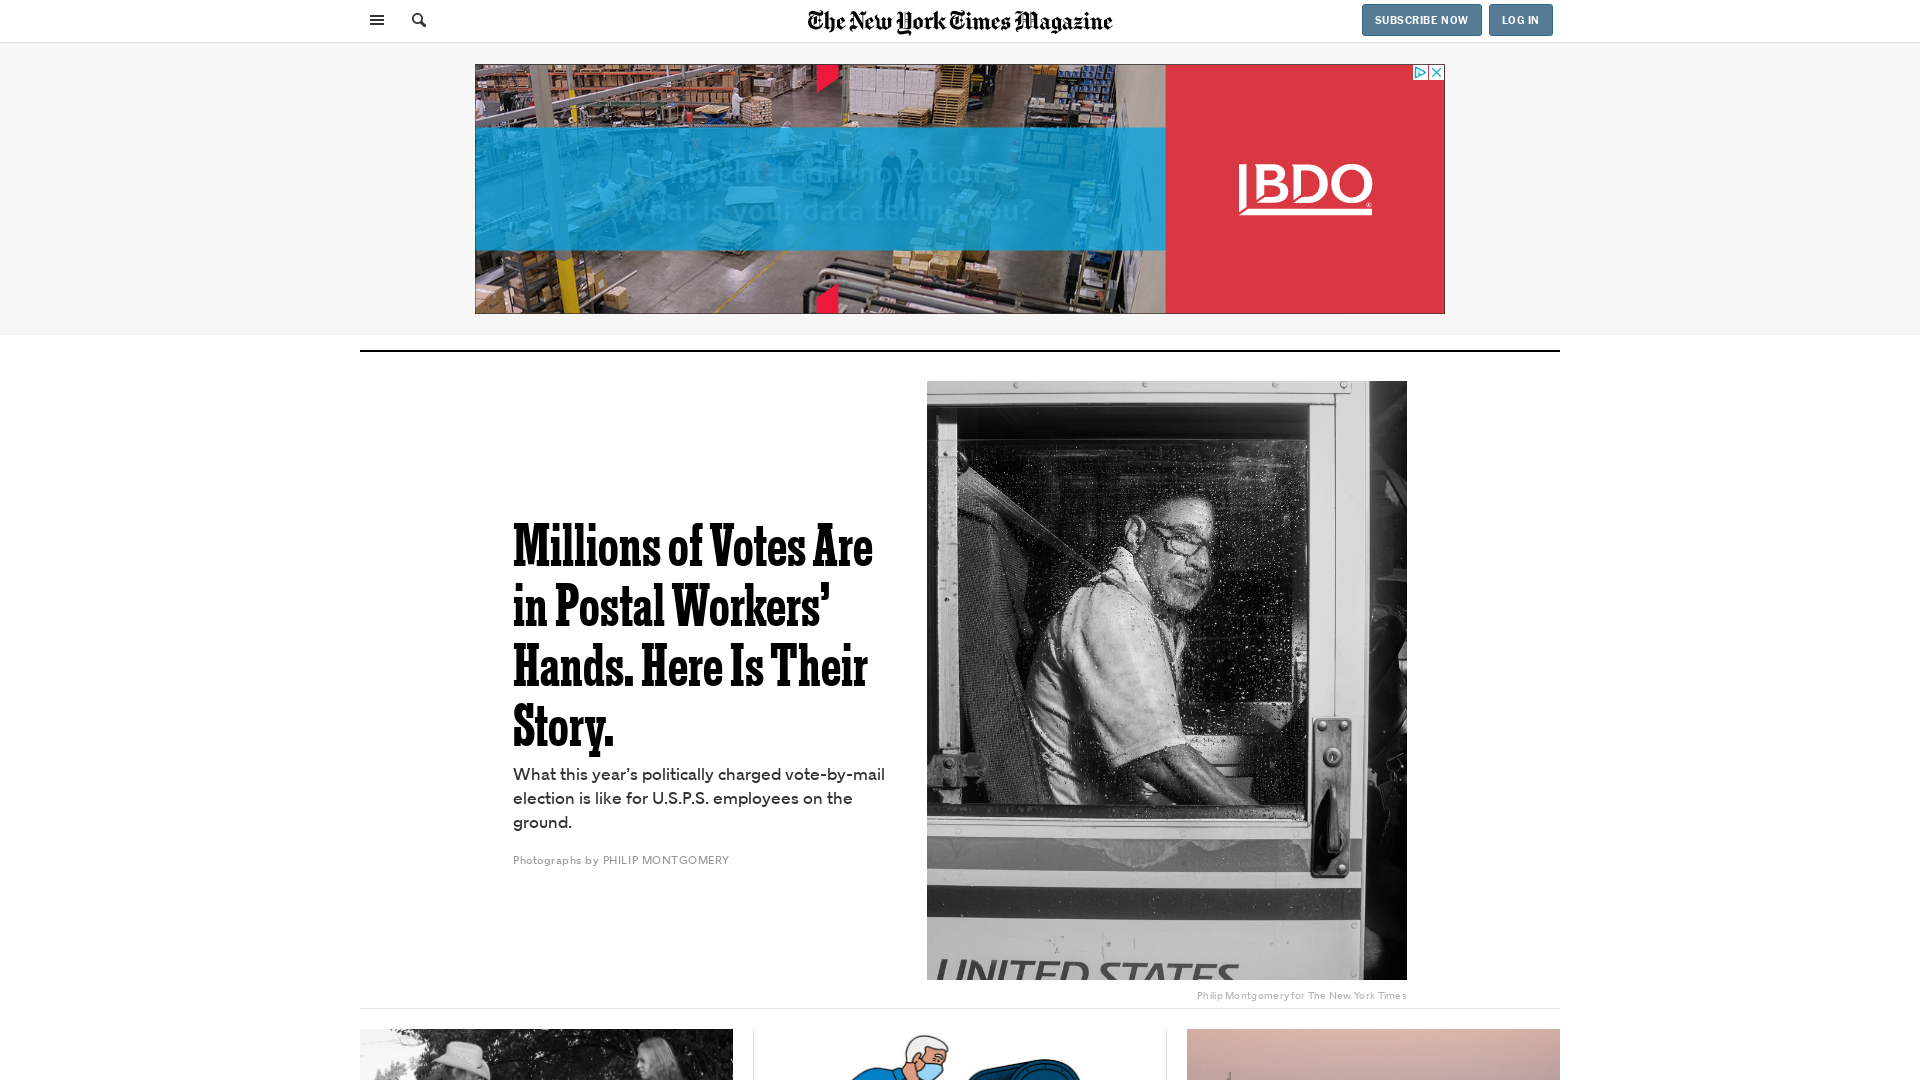 The New York Times Magazine
SUBSCRIBE NOW
LOG IN
Insight-Led Innovation:
What is your data telling you?
BDO
Millions of Votes Are
in Postal Workers’
Hands. Here Is Their
Story.
What this year’s politically charged vote-by-mail
election is like for U.S.P.S. employees on the
ground.
Photographs by PHILIP MONTGOMERY
UNITED STATES
Philip Montgomery for The New York Times